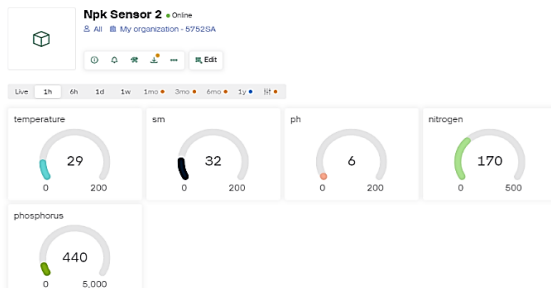 Npk Sensor 2 Online
All My organization - 5752SA
Edit
Live 1h 6h 1d 1w 1mo 3mo 6mo 1y
temperature sm ph nitrogen
29 32 6 170
0 200 0 200 0 200 0 500
phosphorus
440
0 5,000